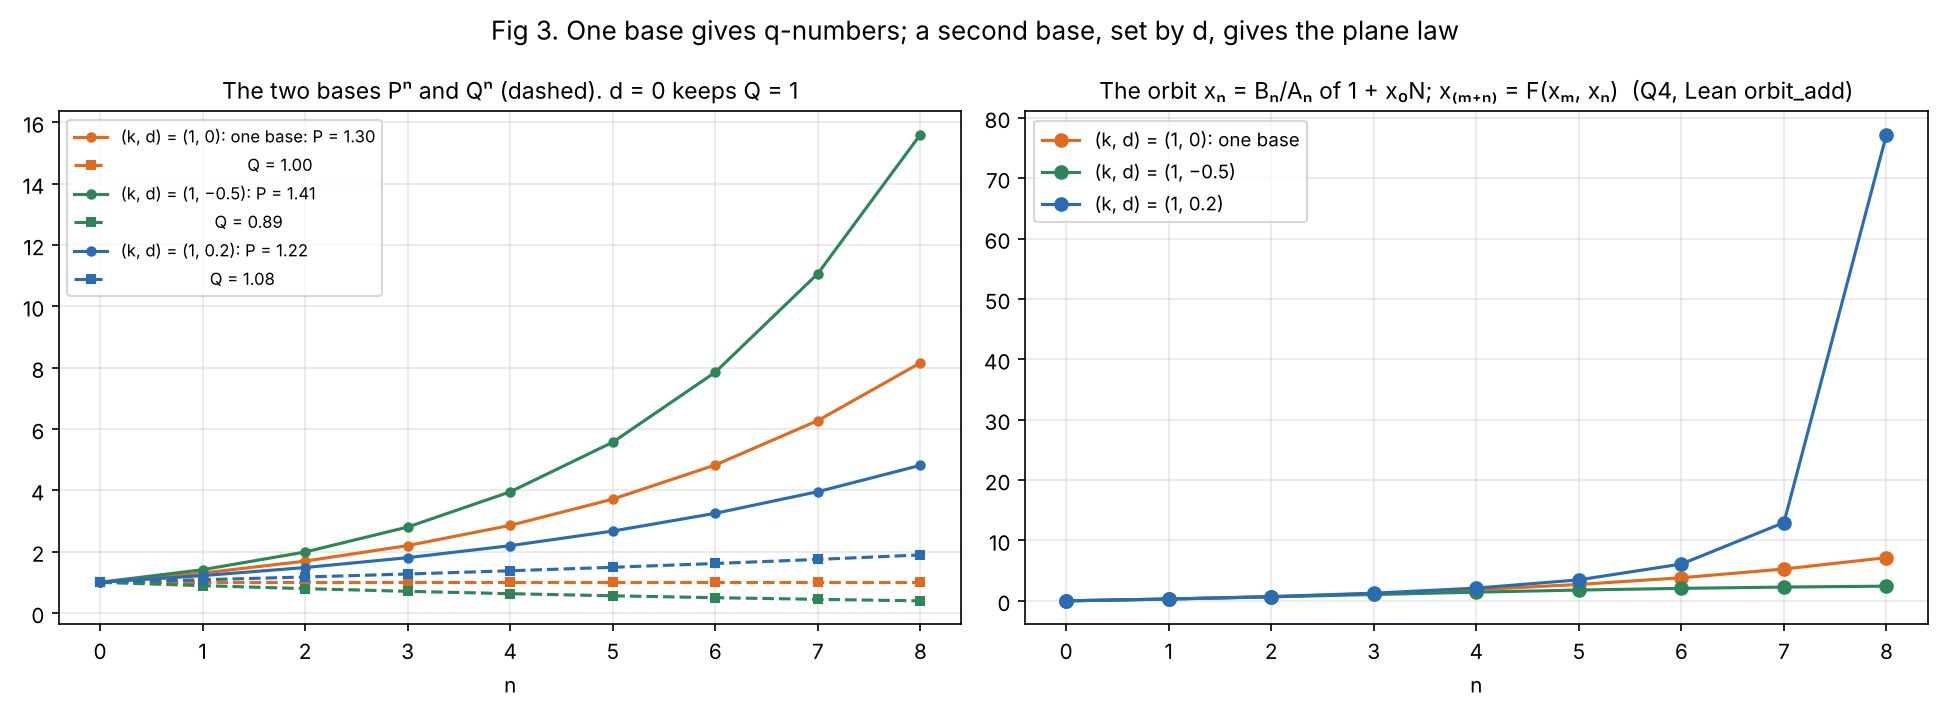 Fig 3. One base gives q-numbers; a second base, set by d, gives the plane law
The two bases Pⁿ and Qⁿ (dashed). d = 0 keeps Q = 1
16
14
12
10
8
6
4
2
0
(k, d) = (1, 0): one base: P = 1.30
Q = 1.00
(k, d) = (1, −0.5): P = 1.41
Q = 0.89
(k, d) = (1, 0.2): P = 1.22
Q = 1.08
0 1 2 3 4 5 6 7 8
n
The orbit xₙ = Bₙ/Aₙ of 1 + x₀N; x₍ₘ₊ₙ₎ = F(xₘ, xₙ) (Q4, Lean orbit_add)
80
70
60
50
40
30
20
10
0
(k, d) = (1, 0): one base
(k, d) = (1, −0.5)
(k, d) = (1, 0.2)
0 1 2 3 4 5 6 7 8
n